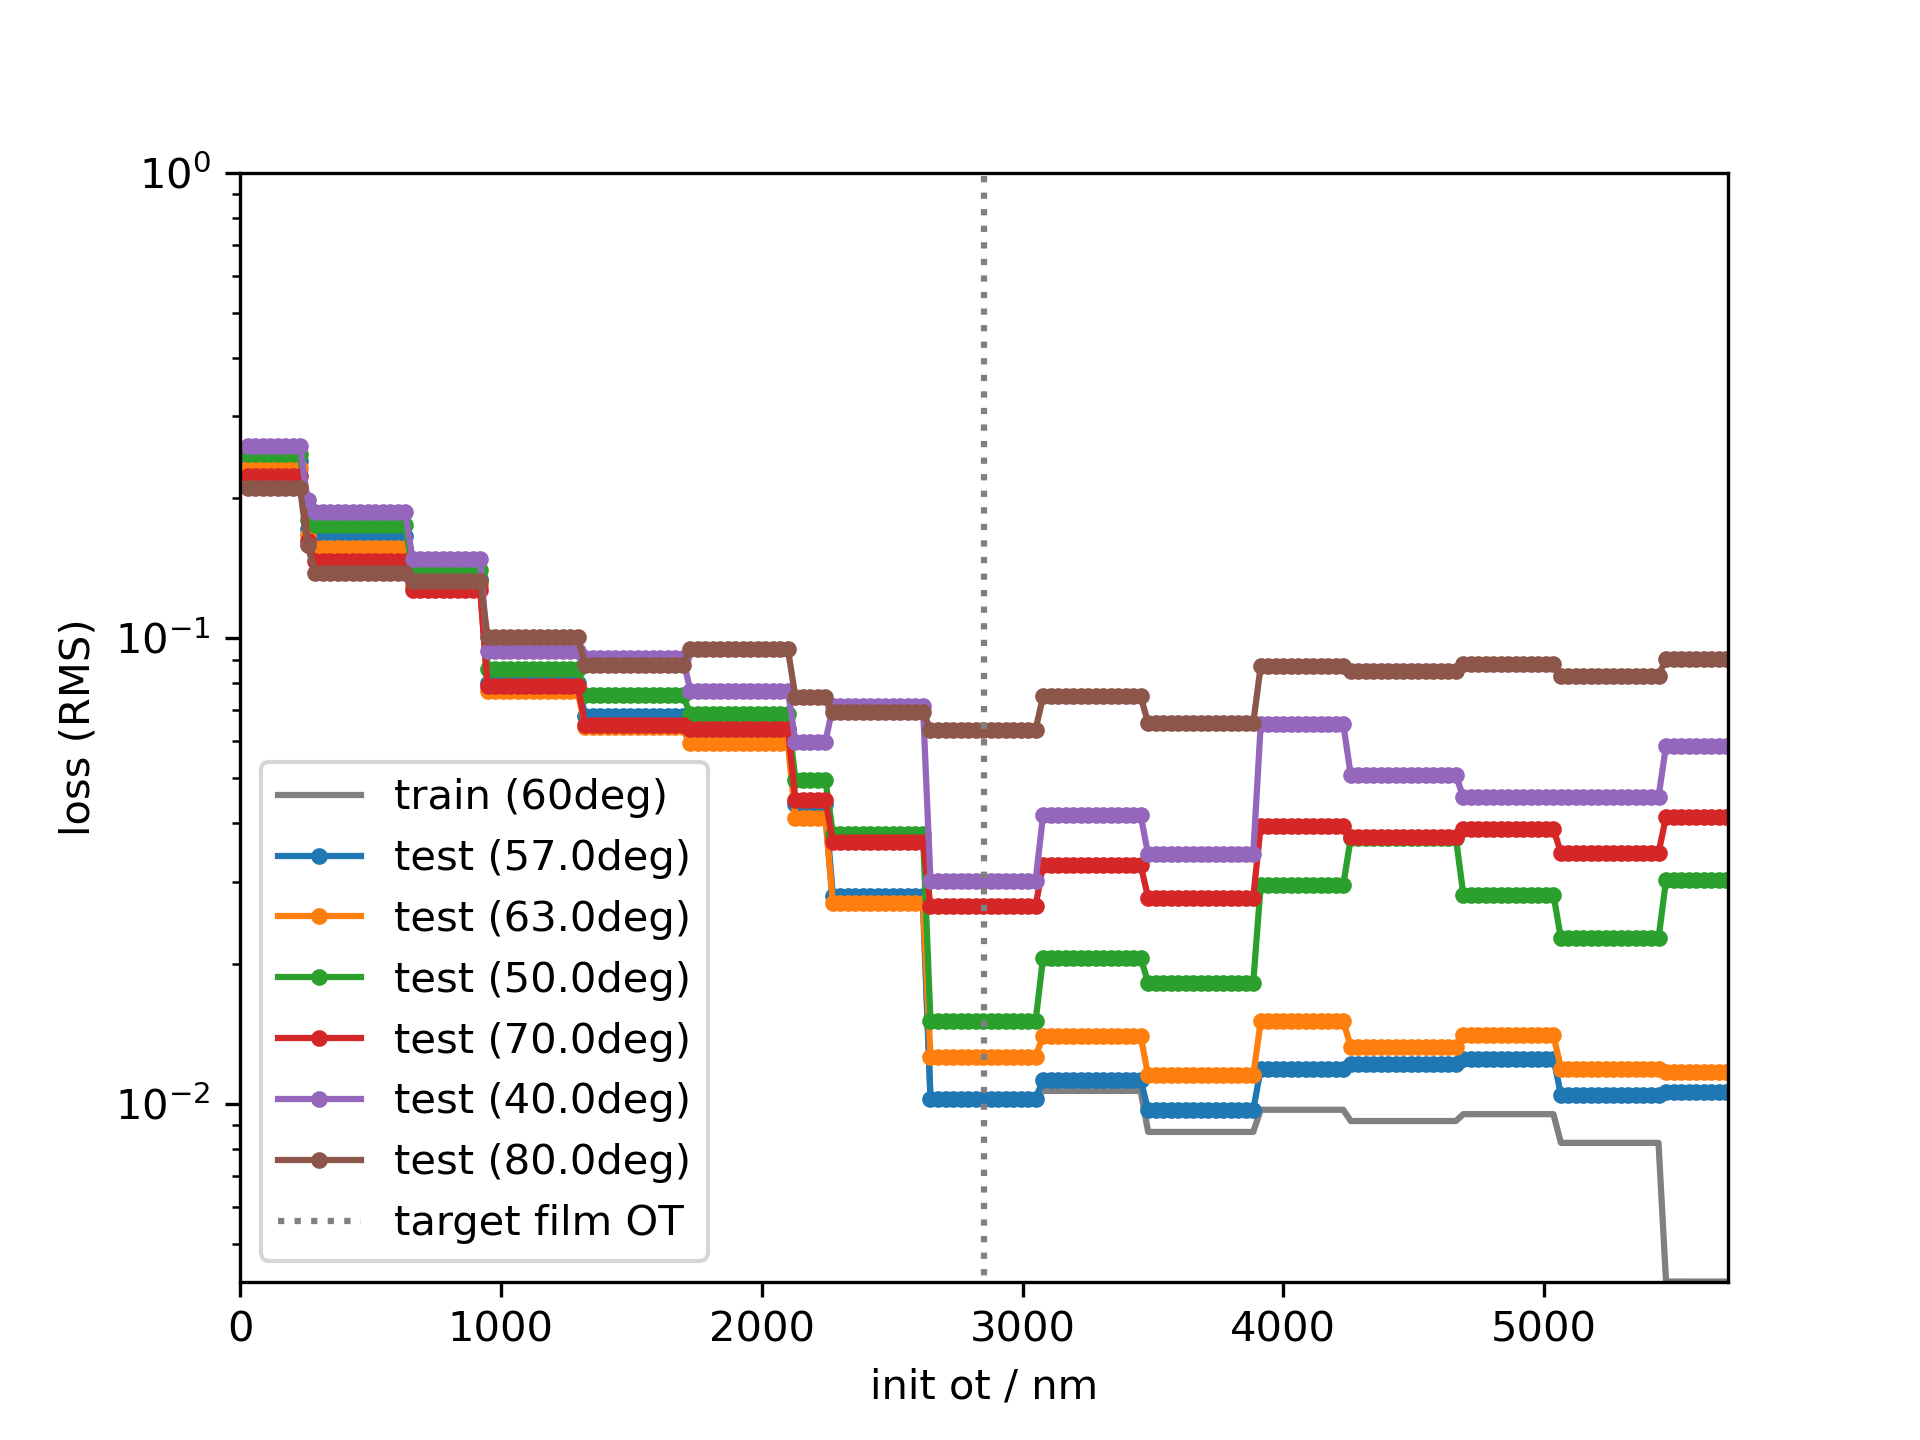 10⁰
10⁻¹
10⁻²
loss (RMS)
train (60deg)
test (57.0deg)
test (63.0deg)
test (50.0deg)
test (70.0deg)
test (40.0deg)
test (80.0deg)
target film OT
0 1000 2000 3000 4000 5000
init ot / nm